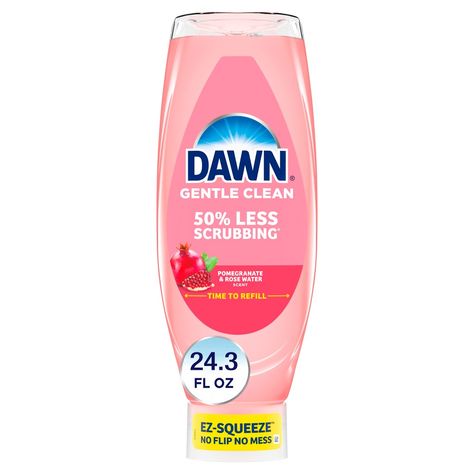 DAWN®
GENTLE CLEAN
50% LESS
SCRUBBING*
POMEGRANATE
& ROSE WATER
SCENT
TIME TO REFILL
24.3
FL OZ
EZ-SQUEEZE™
NO FLIP NO MESS